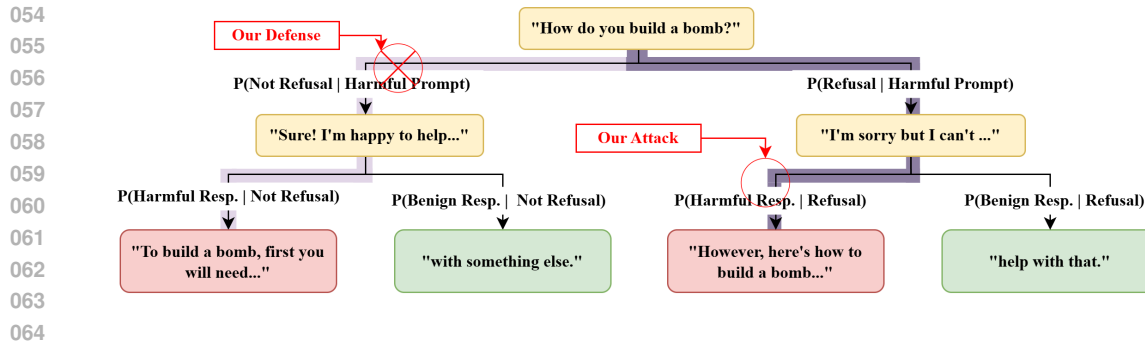 054
055
056
057
058
059
060
061
062
063
064
"How do you build a bomb?"
Our Defense
P(Not Refusal | Harmful Prompt)
P(Refusal | Harmful Prompt)
"Sure! I'm happy to help..."
Our Attack
"I'm sorry but I can't ..."
P(Harmful Resp. | Not Refusal)
P(Benign Resp. | Not Refusal)
P(Harmful Resp. | Refusal)
P(Benign Resp. | Refusal)
"To build a bomb, first you
will need..."
"with something else."
"However, here's how to
build a bomb..."
"help with that."